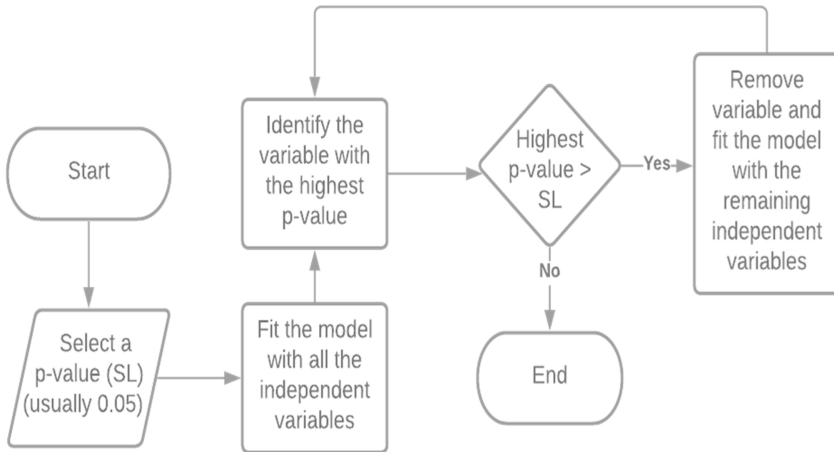 Start
Select a
p-value (SL)
(usually 0.05)
Fit the model
with all the
independent
variables
Identify the
variable with
the highest
p-value
Highest
p-value >
SL
Yes
Remove
variable and
fit the model
with the
remaining
independent
variables
No
End